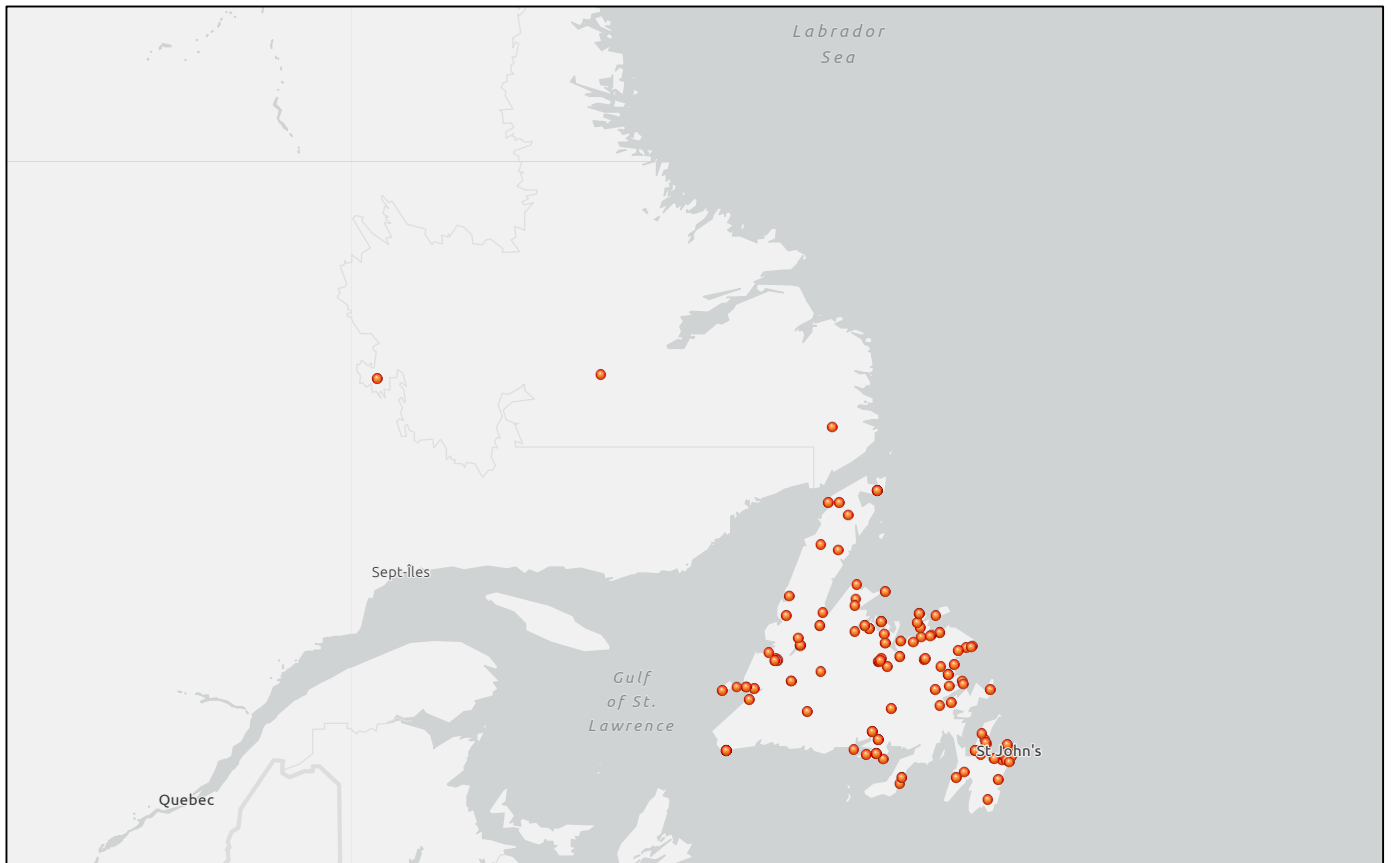 Labrador
Sea
Sept-Îles
Gulf
of St.
Lawrence
St.John's
Quebec